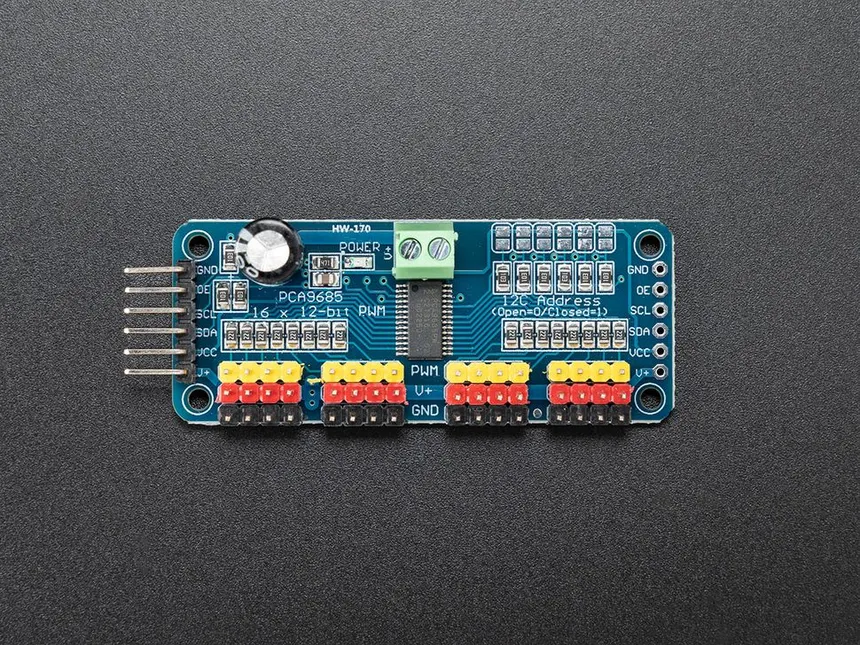 HW-170
POWER
V+
GND
OE
SCL
SDA
VCC
V+
PCA9685
16 x 12-bit PWM
I2C Address
(Open=0/Closed=1)
GND
OE
SCL
SDA
VCC
V+
PWM
V+
GND